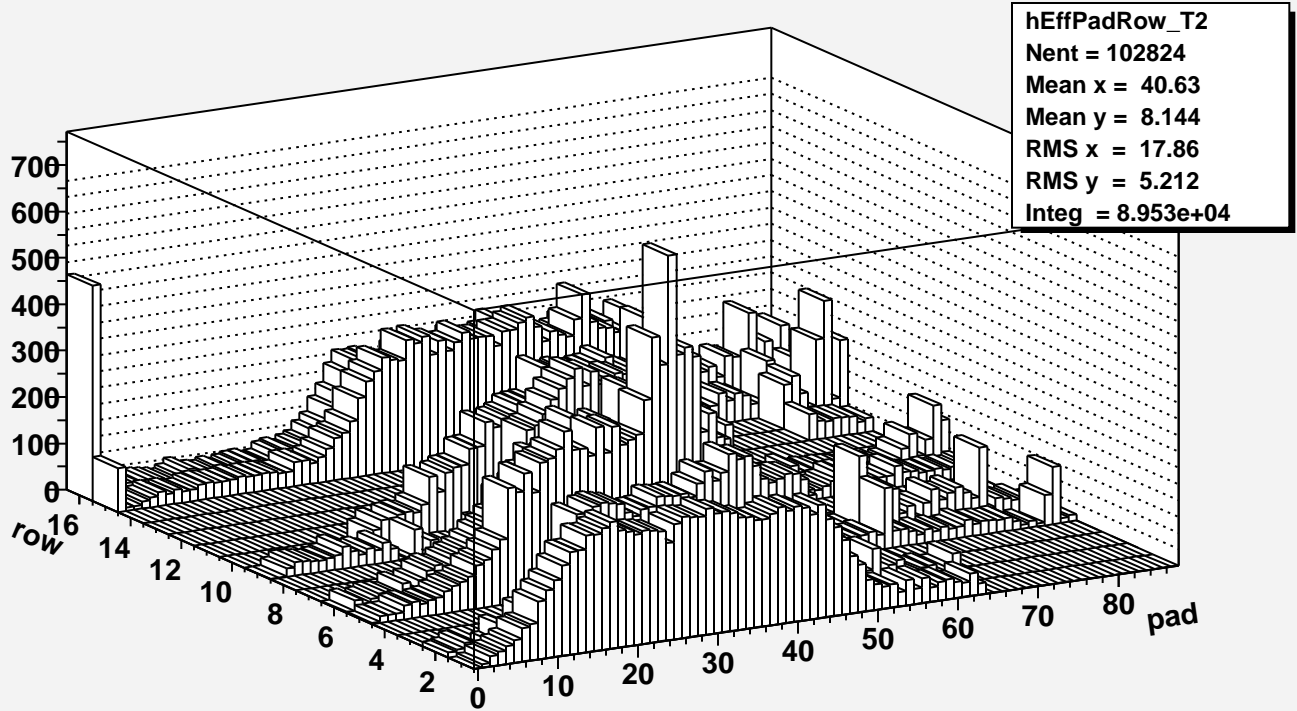 hEffPadRow_T2
Nent = 102824
Mean x = 40.63
Mean y = 8.144
RMS x = 17.86
RMS y = 5.212
Integ = 8.953e+04
700
600
500
400
300
200
100
0
row
16
14
12
10
8
6
4
2
0
10
20
30
40
50
60
70
80
pad